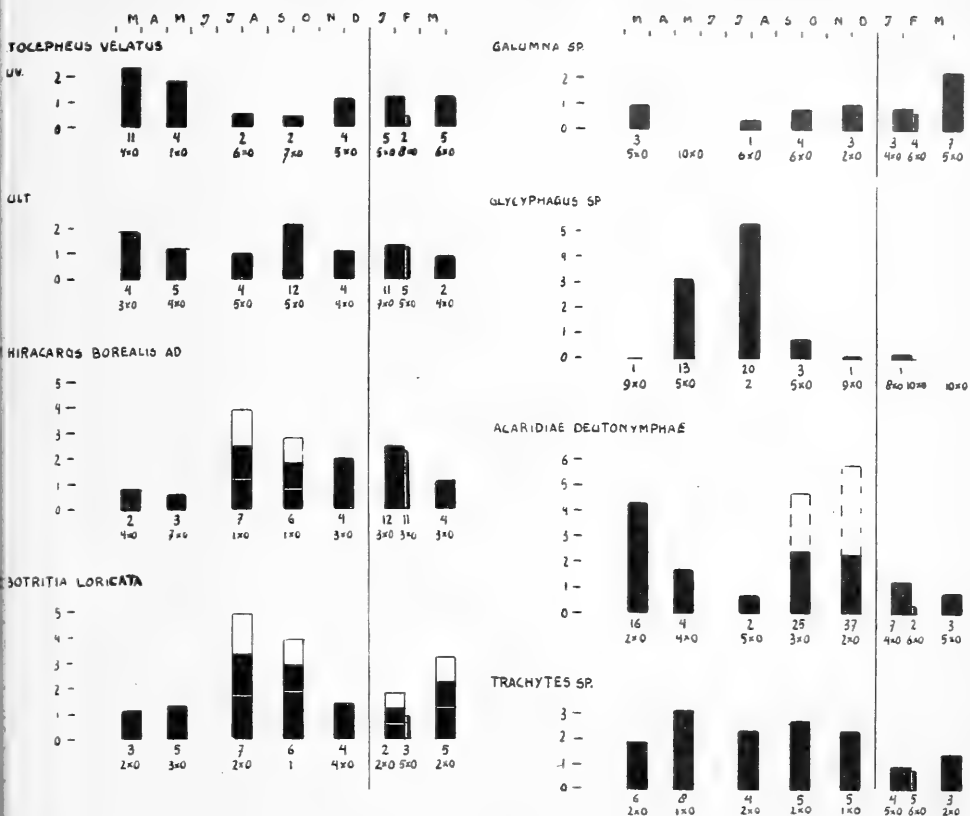 M A M J J A S O N D J F M
TOCEPHEUS VELATUS
UV.
2 -
1 -
0 -
11 4 2 2 4 5 2 5
4×0 1×0 6×0 7×0 5×0 5×0 8×0 6×0
ULT
2 -
1 -
0 -
4 5 4 12 4 11 5 2
3×0 4×0 5×0 5×0 4×0 7×0 5×0 4×0
HIRACARUS BOREALIS AD
5 -
4 -
3 -
2 -
1 -
0 -
2 3 7 6 4 12 11 4
4×0 7×0 1×0 1×0 3×0 3×0 3×0 3×0
BOTRITIA LORICATA
5 -
4 -
3 -
2 -
1 -
0 -
3 5 7 6 4 2 3 5
2×0 3×0 2×0 1 4×0 2×0 5×0 2×0
M A M J J A S O N D J F M
GALUMNA SP.
2 -
1 -
0 -
3 1 4 3 3 4 7
5×0 10×0 6×0 6×0 2×0 4×0 6×0 5×0
GLYCYPHAGUS SP
5 -
4 -
3 -
2 -
1 -
0 -
1 13 20 3 1 1
9×0 5×0 2 5×0 9×0 8×0 10×0 10×0
ACARIDIAE DEUTONYMPHAE
6 -
5 -
4 -
3 -
2 -
1 -
0 -
16 4 2 25 37 7 2 3
2×0 4×0 5×0 3×0 2×0 4×0 6×0 5×0
TRACHYTES SP.
3 -
2 -
1 -
0 -
6 8 4 5 5 4 5 3
2×0 1×0 2×0 2×0 1×0 5×0 6×0 2×0